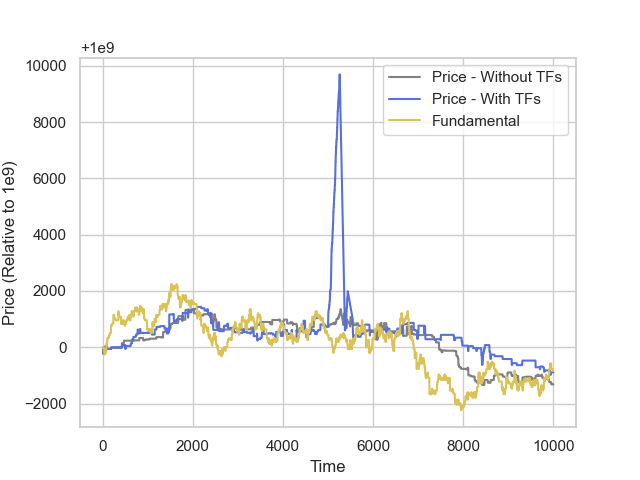 +1e9
10000
8000
6000
4000
2000
0
−2000
Price (Relative to 1e9)
Price - Without TFs
Price - With TFs
Fundamental
0 2000 4000 6000 8000 10000
Time